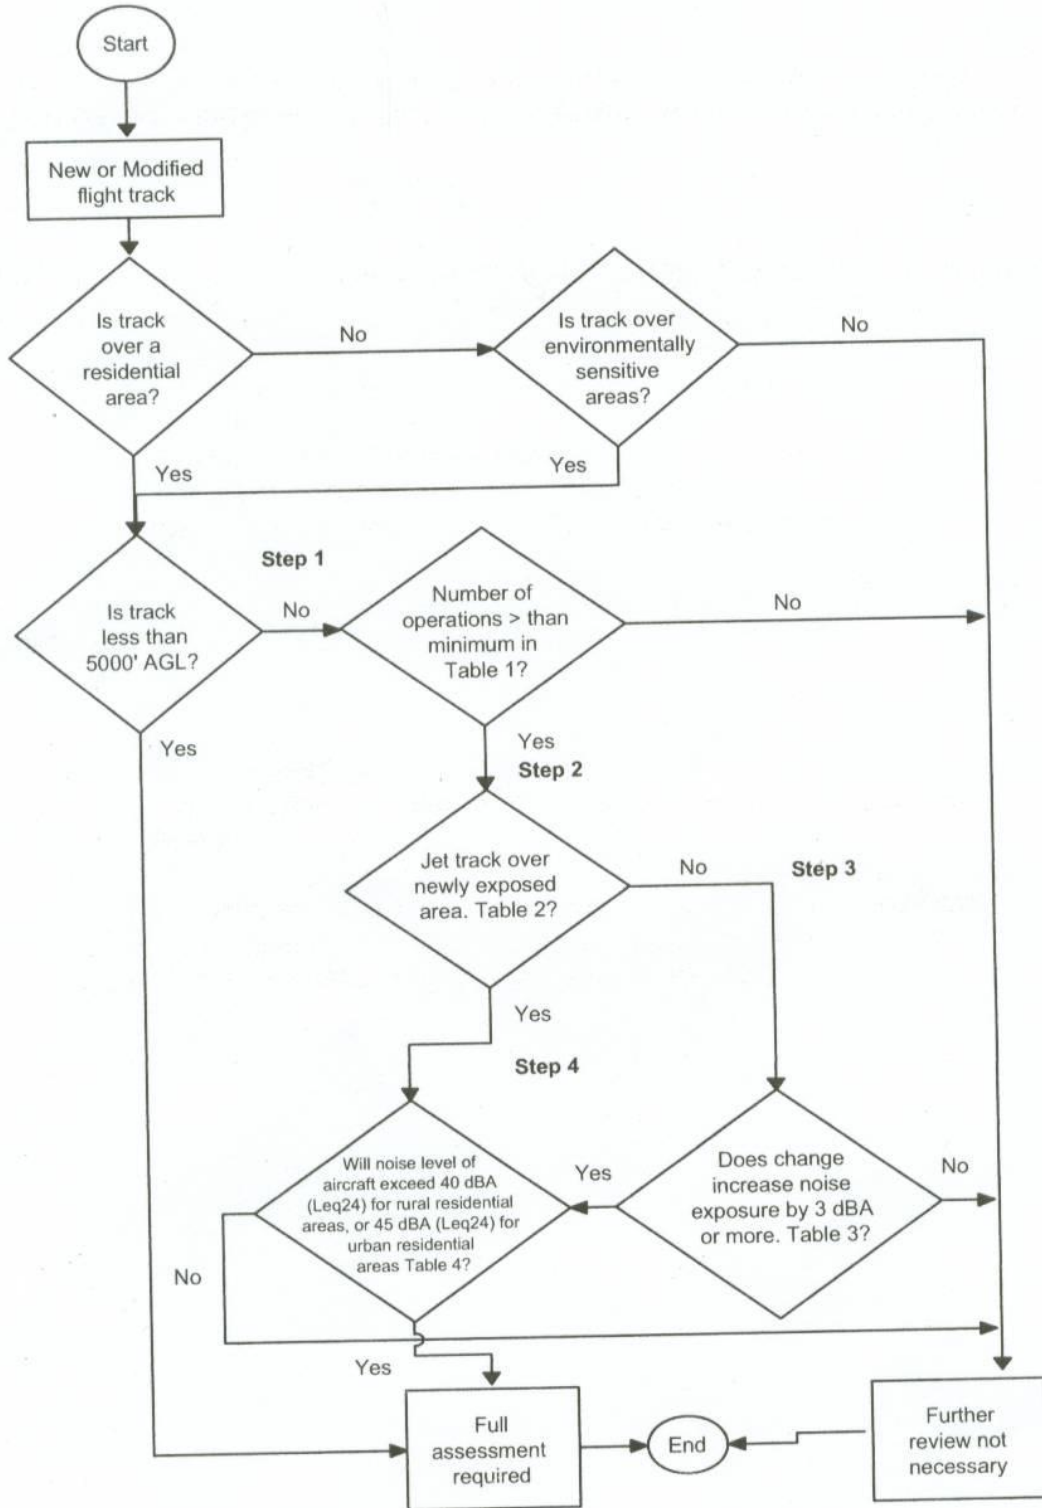 Start
New or Modified
flight track
Is track
over a
residential
area?
No
Is track over
environmentally
sensitive
areas?
No
Yes
Yes
Step 1
Is track
less than
5000' AGL?
No
Number of
operations > than
minimum in
Table 1?
No
Yes
Yes
Step 2
Jet track over
newly exposed
area. Table 2?
No
Step 3
Yes
Step 4
Will noise level of
aircraft exceed 40 dBA
(Leq24) for rural residential
areas, or 45 dBA (Leq24) for
urban residential
areas Table 4?
Yes
Does change
increase noise
exposure by 3 dBA
or more. Table 3?
No
No
Yes
Full
assessment
required
End
Further
review not
necessary